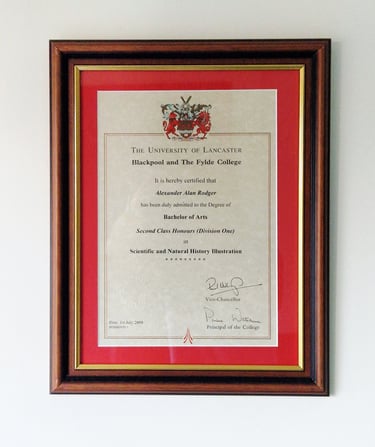 THE UNIVERSITY OF LANCASTER
Blackpool and The Fylde College
It is hereby certified that
Alexander Alan Rodger
has been duly admitted to the Degree of
Bachelor of Arts
Second Class Honours (Division One)
in
Scientific and Natural History Illustration
Vice-Chancellor
Principal of the College